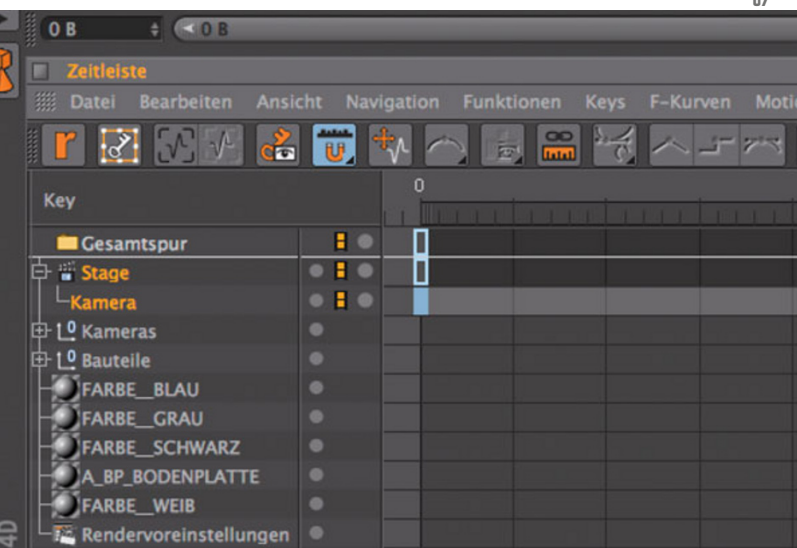 0 B 0 B
Zeitleiste
Datei Bearbeiten Ansicht Navigation Funktionen Keys F-Kurven
0
Key
Gesamtspur
Stage
Kamera
Kameras
Bauteile
FARBE__BLAU
FARBE__GRAU
FARBE__SCHWARZ
A_BP_BODENPLATTE
FARBE__WEIB
Rendervoreinstellungen
4D